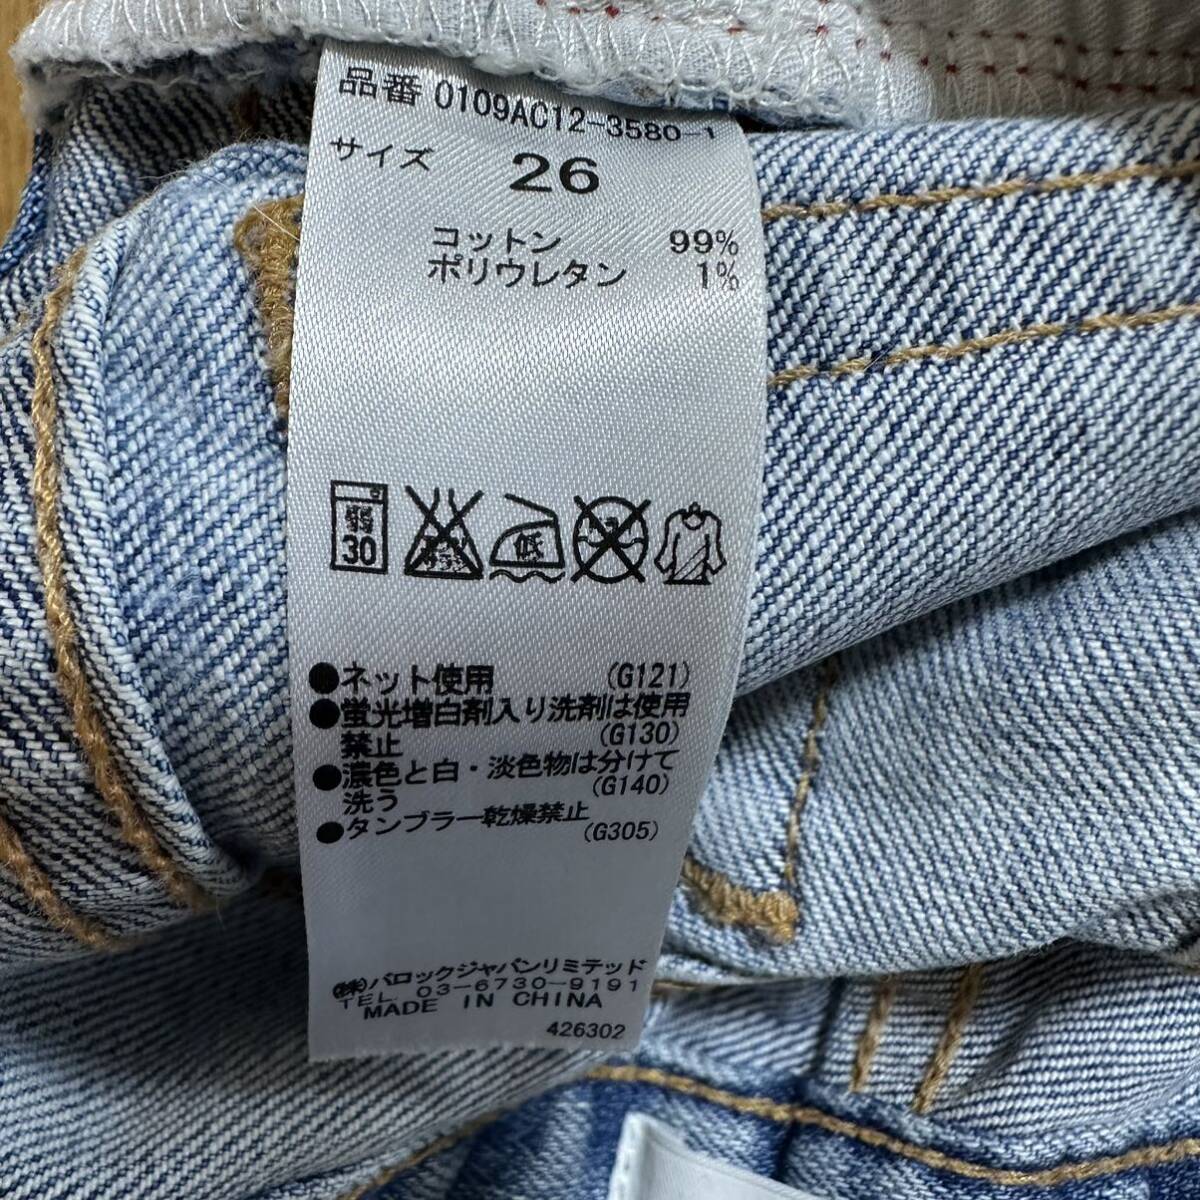 品番 0109AC12-3580-1
サイズ 26
コットン 99%
ポリウレタン 1%
弱 30 低
●ネット使用 (G121)
●蛍光増白剤入り洗剤は使用
禁止 (G130)
●濃色と白・淡色物は分けて
洗う (G140)
●タンブラー乾燥禁止
(G305)
(株)バロックジャパンリミテッド
TEL 03-6730-9191
MADE IN CHINA
426302